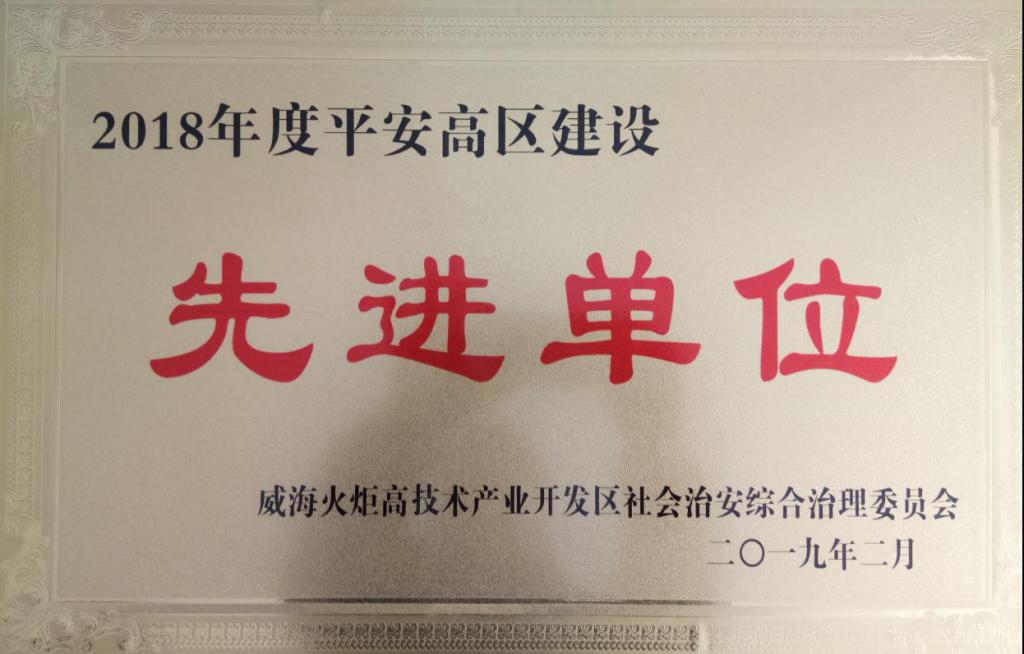 2018年度平安高区建设
先进单位
威海火炬高技术产业开发区社会治安综合治理委员会
二〇一九年二月